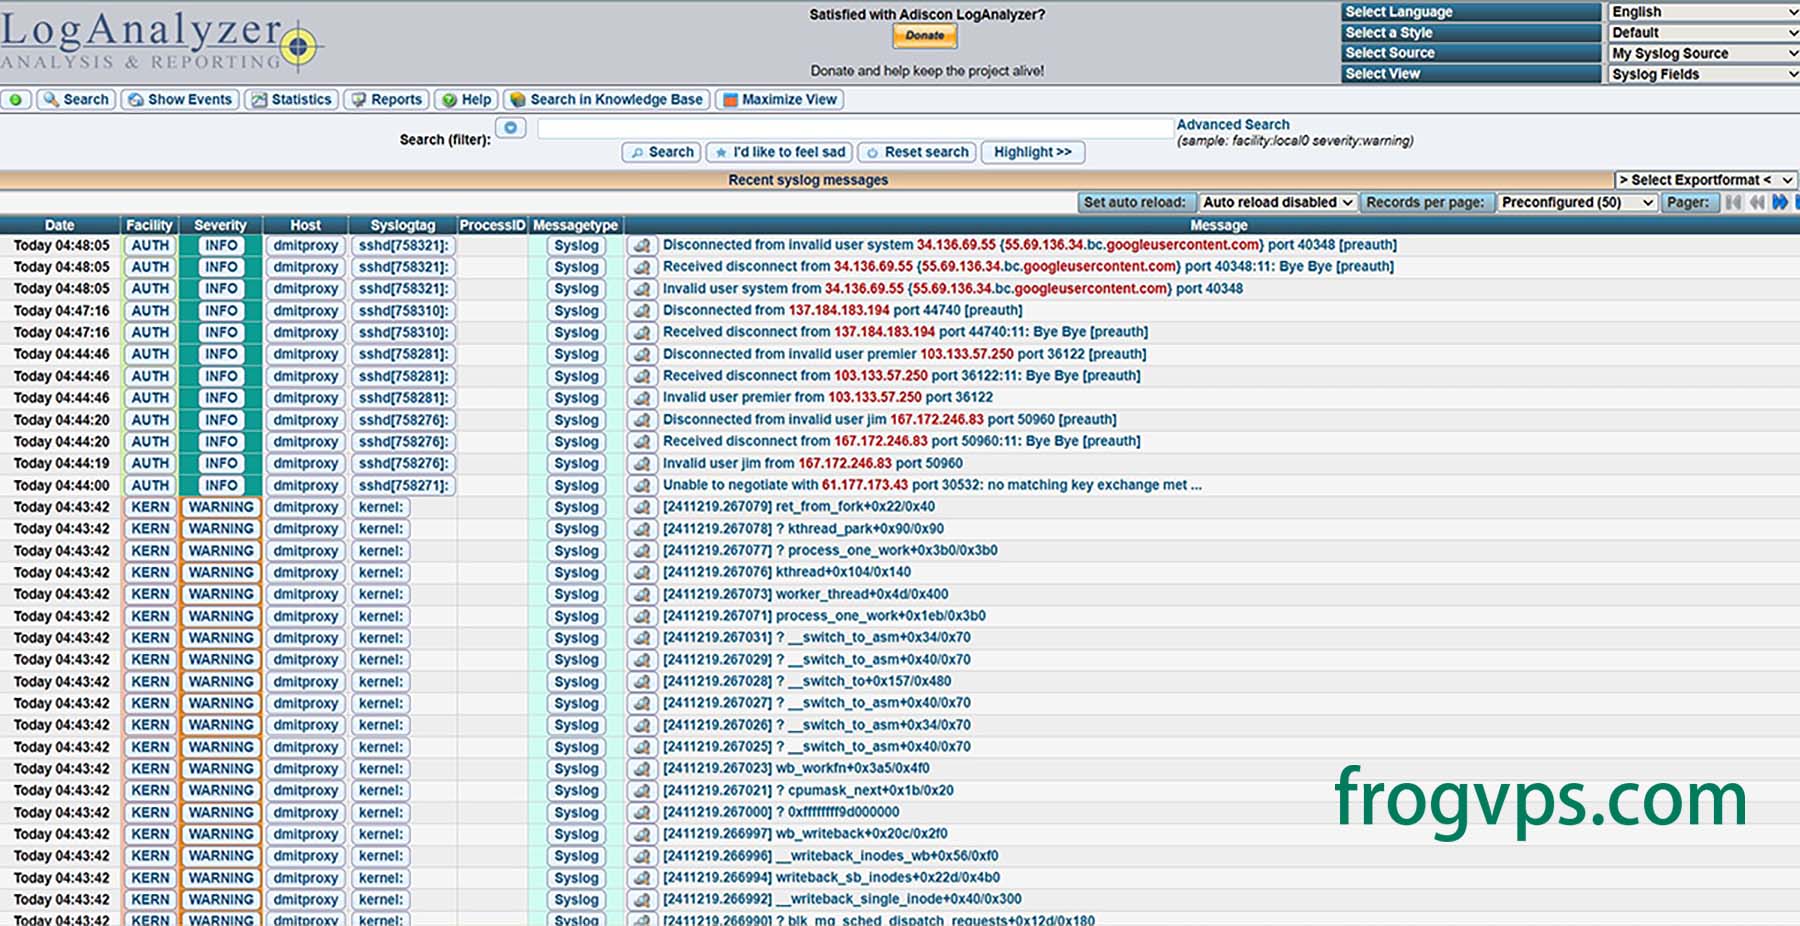 LogAnalyzer
ANALYSIS & REPORTING
Satisfied with Adiscon LogAnalyzer?
Donate
Donate and help keep the project alive!
Select Language English
Select a Style Default
Select Source My Syslog Source
Select View Syslog Fields
Search Show Events Statistics Reports Help Search in Knowledge Base Maximize View
Search (filter): Advanced Search
(sample: facility:local0 severity:warning)
Search I'd like to feel sad Reset search Highlight >>
Recent syslog messages > Select Exportformat <
Set auto reload: Auto reload disabled Records per page: Preconfigured (50) Pager:
Date Facility Severity Host Syslogtag ProcessID Messagetype Message
Today 04:48:05 AUTH INFO dmitproxy sshd[758321]: Syslog Disconnected from invalid user system 34.136.69.55 {55.69.136.34.bc.googleusercontent.com} port 40348 [preauth]
Today 04:48:05 AUTH INFO dmitproxy sshd[758321]: Syslog Received disconnect from 34.136.69.55 {55.69.136.34.bc.googleusercontent.com} port 40348:11: Bye Bye [preauth]
Today 04:48:05 AUTH INFO dmitproxy sshd[758321]: Syslog Invalid user system from 34.136.69.55 {55.69.136.34.bc.googleusercontent.com} port 40348
Today 04:47:16 AUTH INFO dmitproxy sshd[758310]: Syslog Disconnected from 137.184.183.194 port 44740 [preauth]
Today 04:47:16 AUTH INFO dmitproxy sshd[758310]: Syslog Received disconnect from 137.184.183.194 port 44740:11: Bye Bye [preauth]
Today 04:44:46 AUTH INFO dmitproxy sshd[758281]: Syslog Disconnected from invalid user premier 103.133.57.250 port 36122 [preauth]
Today 04:44:46 AUTH INFO dmitproxy sshd[758281]: Syslog Received disconnect from 103.133.57.250 port 36122:11: Bye Bye [preauth]
Today 04:44:46 AUTH INFO dmitproxy sshd[758281]: Syslog Invalid user premier from 103.133.57.250 port 36122
Today 04:44:20 AUTH INFO dmitproxy sshd[758276]: Syslog Disconnected from invalid user jim 167.172.246.83 port 50960 [preauth]
Today 04:44:20 AUTH INFO dmitproxy sshd[758276]: Syslog Received disconnect from 167.172.246.83 port 50960:11: Bye Bye [preauth]
Today 04:44:19 AUTH INFO dmitproxy sshd[758276]: Syslog Invalid user jim from 167.172.246.83 port 50960
Today 04:44:00 AUTH INFO dmitproxy sshd[758271]: Syslog Unable to negotiate with 61.177.173.43 port 30532: no matching key exchange met ...
Today 04:43:42 KERN WARNING dmitproxy kernel: Syslog [2411219.267079] ret_from_fork+0x22/0x40
Today 04:43:42 KERN WARNING dmitproxy kernel: Syslog [2411219.267078] ? kthread_park+0x90/0x90
Today 04:43:42 KERN WARNING dmitproxy kernel: Syslog [2411219.267077] ? process_one_work+0x3b0/0x3b0
Today 04:43:42 KERN WARNING dmitproxy kernel: Syslog [2411219.267076] kthread+0x104/0x140
Today 04:43:42 KERN WARNING dmitproxy kernel: Syslog [2411219.267073] worker_thread+0x4d/0x400
Today 04:43:42 KERN WARNING dmitproxy kernel: Syslog [2411219.267071] process_one_work+0x1eb/0x3b0
Today 04:43:42 KERN WARNING dmitproxy kernel: Syslog [2411219.267031] ? __switch_to_asm+0x34/0x70
Today 04:43:42 KERN WARNING dmitproxy kernel: Syslog [2411219.267029] ? __switch_to_asm+0x40/0x70
Today 04:43:42 KERN WARNING dmitproxy kernel: Syslog [2411219.267028] ? __switch_to+0x157/0x480
Today 04:43:42 KERN WARNING dmitproxy kernel: Syslog [2411219.267027] ? __switch_to_asm+0x40/0x70
Today 04:43:42 KERN WARNING dmitproxy kernel: Syslog [2411219.267026] ? __switch_to_asm+0x34/0x70
Today 04:43:42 KERN WARNING dmitproxy kernel: Syslog [2411219.267025] ? __switch_to_asm+0x40/0x70
Today 04:43:42 KERN WARNING dmitproxy kernel: Syslog [2411219.267023] wb_workfn+0x3a5/0x4f0
Today 04:43:42 KERN WARNING dmitproxy kernel: Syslog [2411219.267021] ? cpumask_next+0x1b/0x20
Today 04:43:42 KERN WARNING dmitproxy kernel: Syslog [2411219.267000] ? 0xffffffff9d000000
Today 04:43:42 KERN WARNING dmitproxy kernel: Syslog [2411219.266997] wb_writeback+0x20c/0x2f0
Today 04:43:42 KERN WARNING dmitproxy kernel: Syslog [2411219.266996] __writeback_inodes_wb+0x56/0xf0
Today 04:43:42 KERN WARNING dmitproxy kernel: Syslog [2411219.266994] writeback_sb_inodes+0x22d/0x4b0
Today 04:43:42 KERN WARNING dmitproxy kernel: Syslog [2411219.266992] __writeback_single_inode+0x40/0x300
Today 04:43:42 KERN WARNING dmitproxy kernel: Syslog [2411219.266990] ? blk_mq_sched_dispatch_requests+0x12d/0x180
frogvps.com